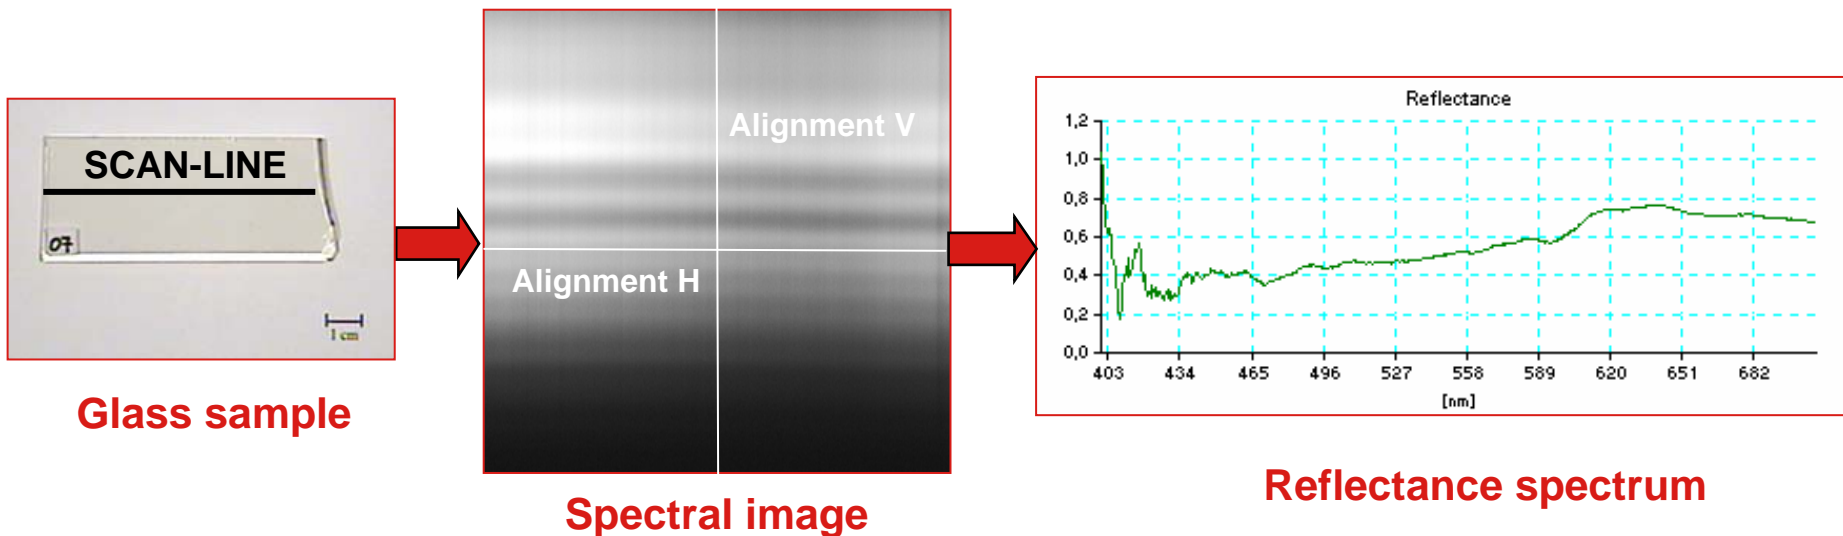 SCAN-LINE
07
1 cm
Glass sample
Alignment V
Alignment H
Spectral image
Reflectance
1,2
1,0
0,8
0,6
0,4
0,2
0,0
403 434 465 496 527 558 589 620 651 682
[nm]
Reflectance spectrum